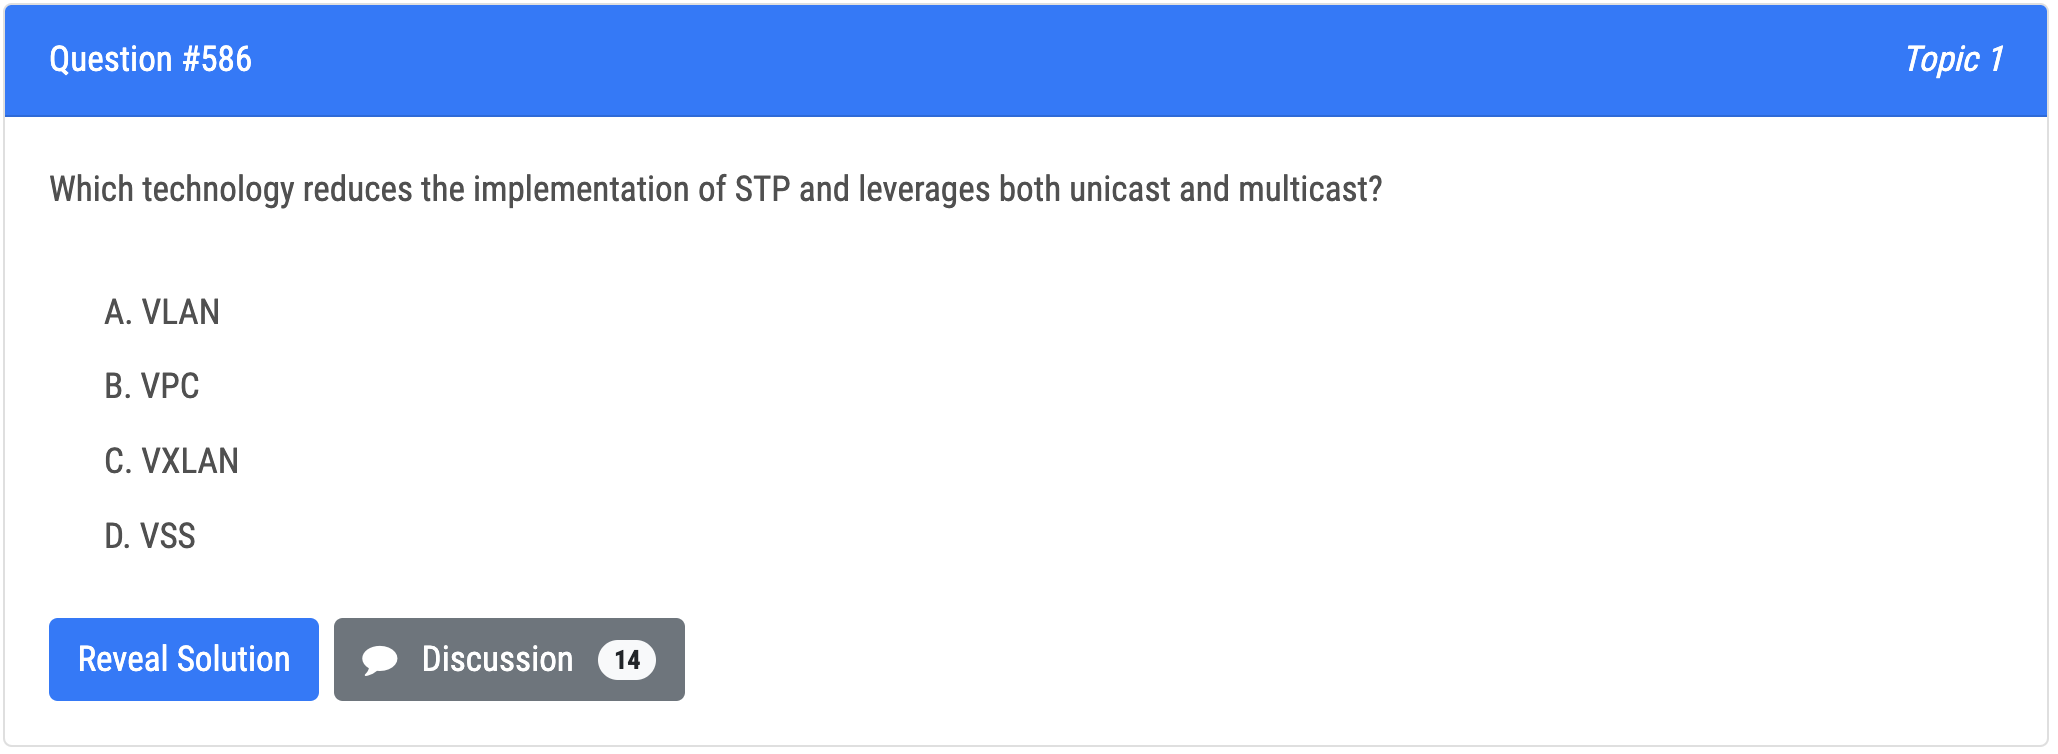 Question #586
Topic 1
Which technology reduces the implementation of STP and leverages both unicast and multicast?
A. VLAN
B. VPC
C. VXLAN
D. VSS
Reveal Solution
Discussion 14